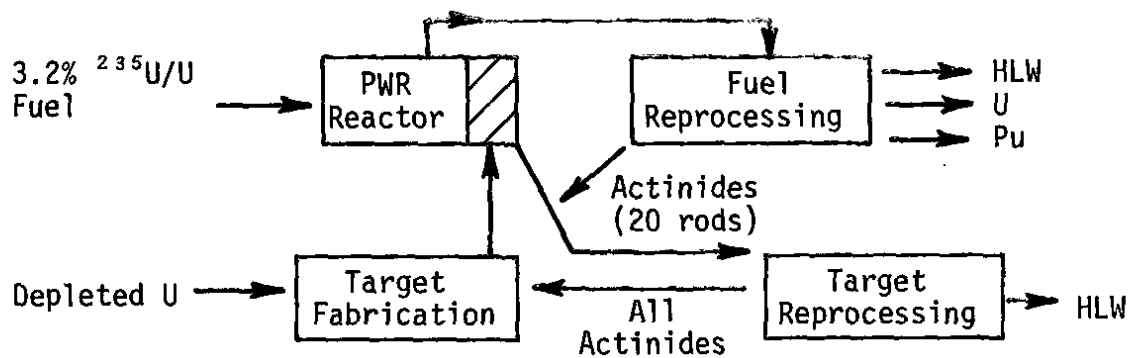 3.2% ²³⁵U/U
Fuel
PWR
Reactor
Fuel
Reprocessing
HLW
U
Pu
Actinides
(20 rods)
Depleted U
Target
Fabrication
All
Actinides
Target
Reprocessing
HLW